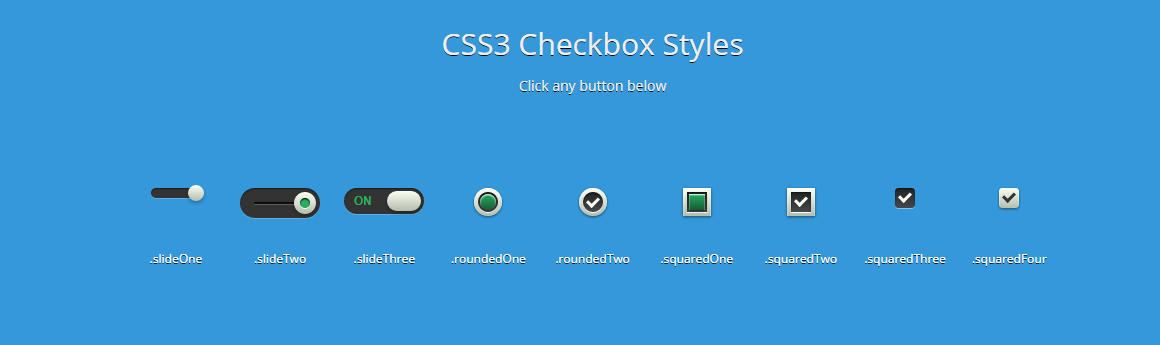 CSS3 Checkbox Styles
Click any button below
ON
.slideOne .slideTwo .slideThree .roundedOne .roundedTwo .squaredOne .squaredTwo .squaredThree .squaredFour